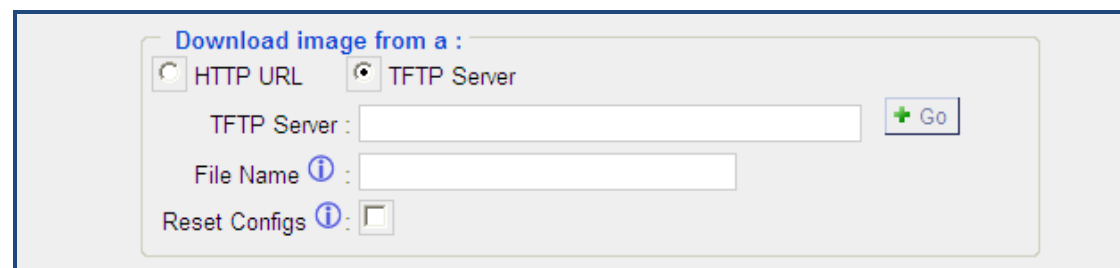 Download image from a :
HTTP URL TFTP Server
TFTP Server : Go
File Name :
Reset Configs :